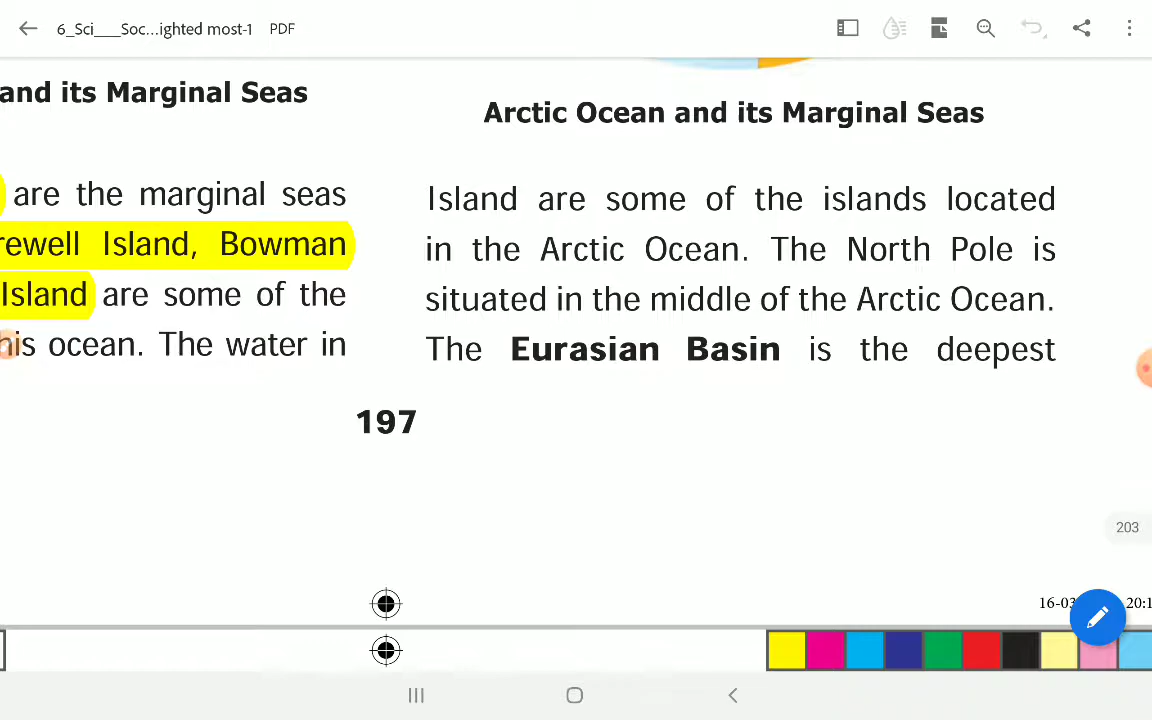 6_Sci___Soc...ighted most-1 PDF
and its Marginal Seas
are the marginal seas
rewell Island, Bowman
Island are some of the
his ocean. The water in
Arctic Ocean and its Marginal Seas
Island are some of the islands located
in the Arctic Ocean. The North Pole is
situated in the middle of the Arctic Ocean.
The Eurasian Basin is the deepest
197
203